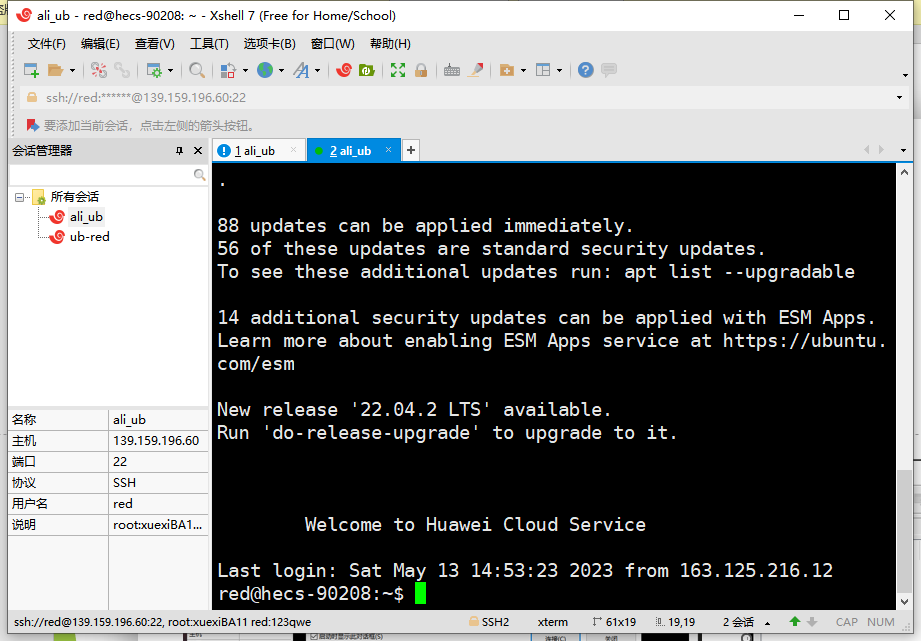 ali_ub - red@hecs-90208: ~ - Xshell 7 (Free for Home/School)
文件(F) 编辑(E) 查看(V) 工具(T) 选项卡(B) 窗口(W) 帮助(H)
ssh://red:******@139.159.196.60:22
要添加当前会话，点击左侧的箭头按钮。
会话管理器
1 ali_ub
2 ali_ub
所有会话
ali_ub
ub-red
名称 ali_ub
主机 139.159.196.60
端口 22
协议 SSH
用户名 red
说明 root:xuexiBA1...
.
88 updates can be applied immediately.
56 of these updates are standard security updates.
To see these additional updates run: apt list --upgradable
14 additional security updates can be applied with ESM Apps.
Learn more about enabling ESM Apps service at https://ubuntu.
com/esm
New release '22.04.2 LTS' available.
Run 'do-release-upgrade' to upgrade to it.
Welcome to Huawei Cloud Service
Last login: Sat May 13 14:53:23 2023 from 163.125.216.12
red@hecs-90208:~$
ssh://red@139.159.196.60:22, root:xuexiBA11 red:123qwe SSH2 xterm 61x19 19,19 2 会话 CAP NUM